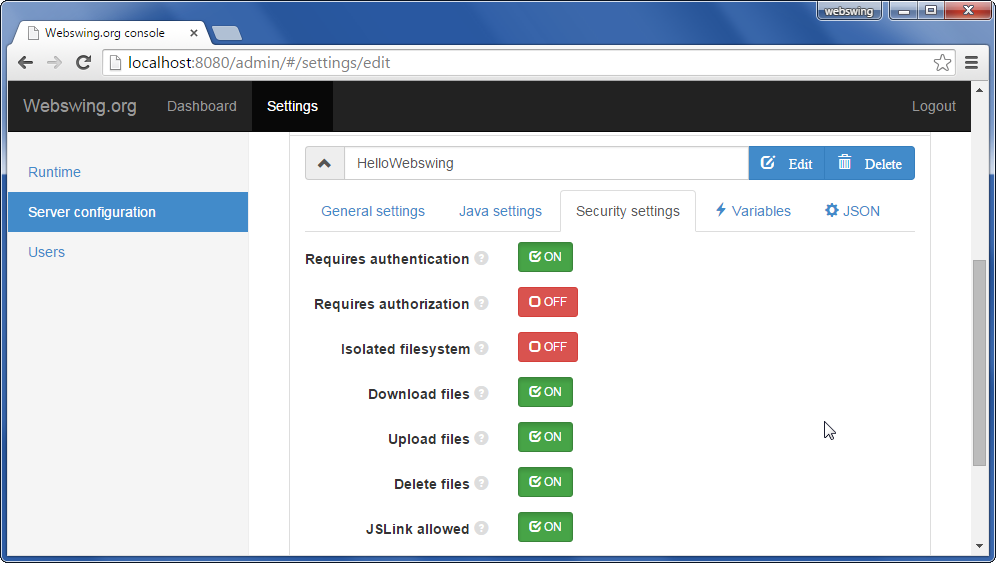 webswing
Webswing.org console
localhost:8080/admin/#/settings/edit
Webswing.org Dashboard Settings Logout
Runtime
Server configuration
Users
HelloWebswing Edit Delete
General settings Java settings Security settings Variables JSON
Requires authentication ? ON
Requires authorization ? OFF
Isolated filesystem ? OFF
Download files ? ON
Upload files ? ON
Delete files ? ON
JSLink allowed ? ON